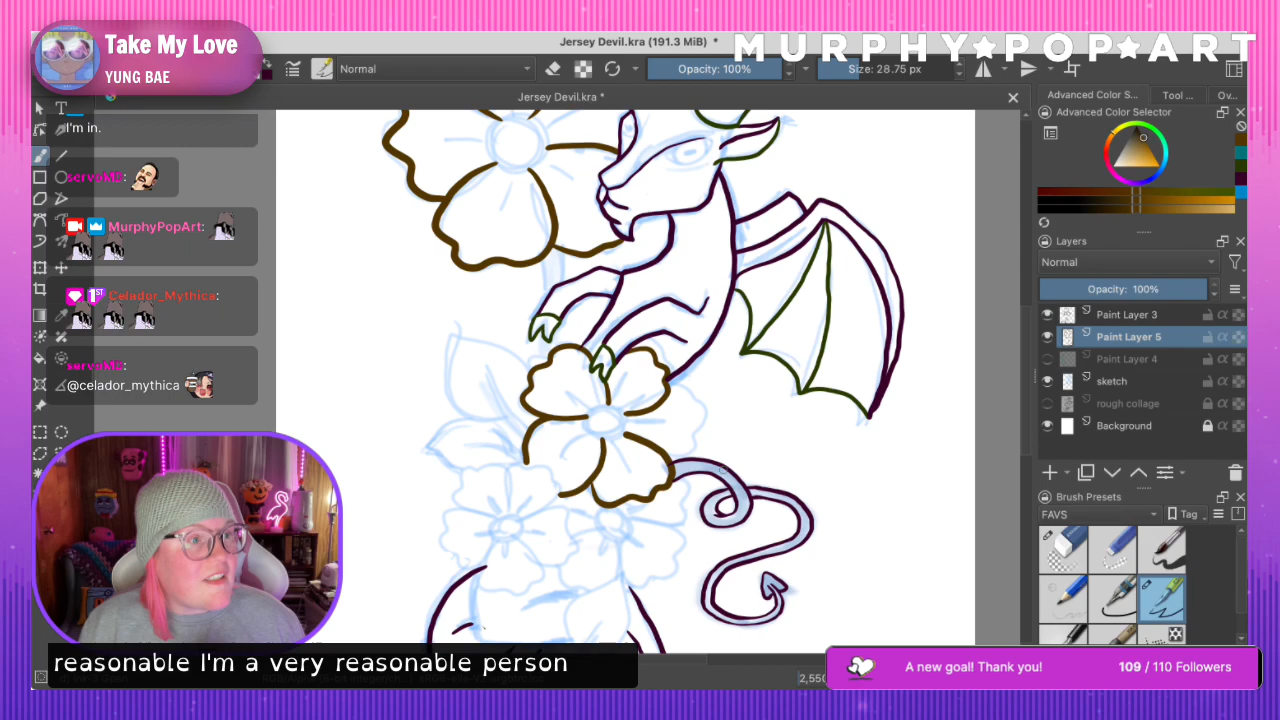 Take My Love
YUNG BAE
Jersey Devil.kra (191.3 MiB) *
MURPHY★POP★ART
Normal
Opacity: 100%
Size: 28.75 px
Jersey Devil.kra *
Advanced Color S...
Tool ...
Ov...
Advanced Color Selector
I'm in.
servoMD:
MurphyPopArt:
Celador_Mythica:
servoMD:
@celador_mythica
Layers
Normal
Opacity: 100%
Paint Layer 3
Paint Layer 5
Paint Layer 4
sketch
rough collage
Background
Brush Presets
FAVS
Tag
reasonable I'm a very reasonable person
A new goal! Thank you!
109 / 110 Followers